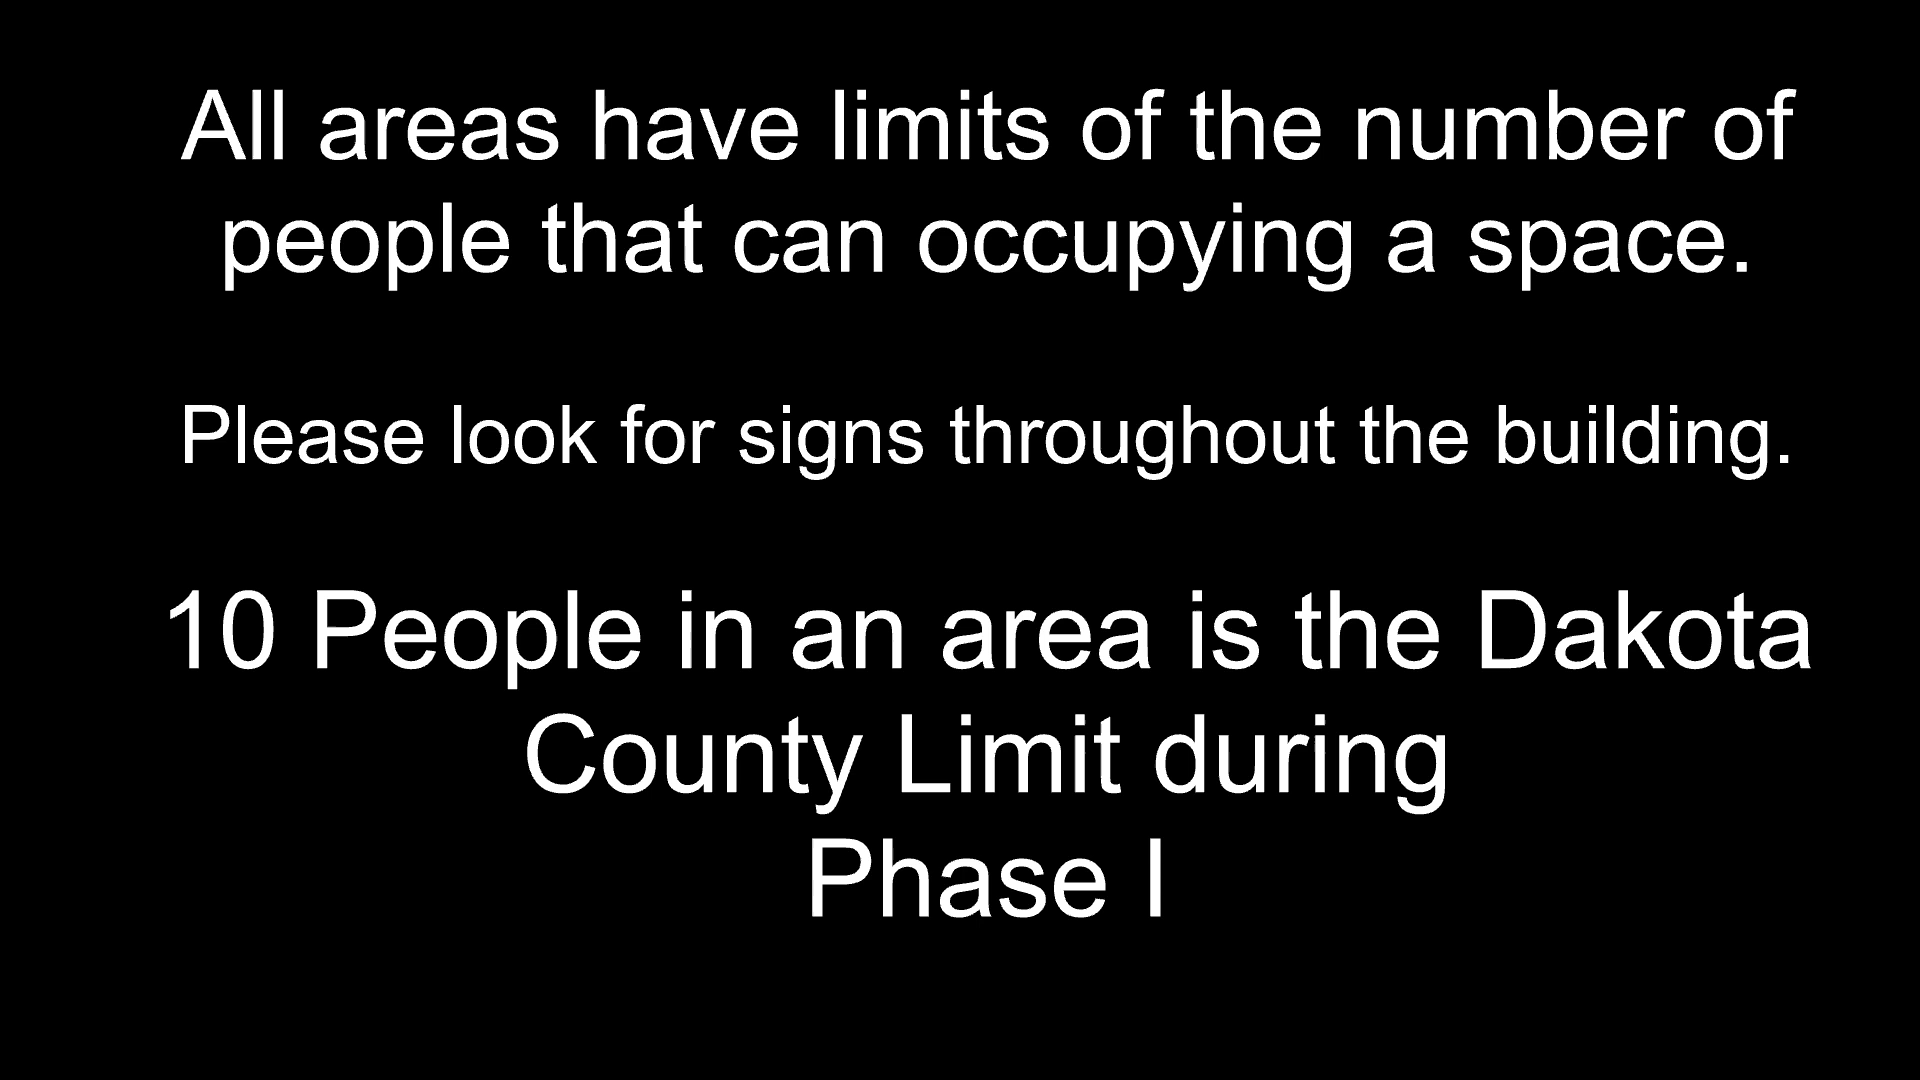 All areas have limits of the number of
people that can occupying a space.
Please look for signs throughout the building.
10 People in an area is the Dakota
County Limit during
Phase I